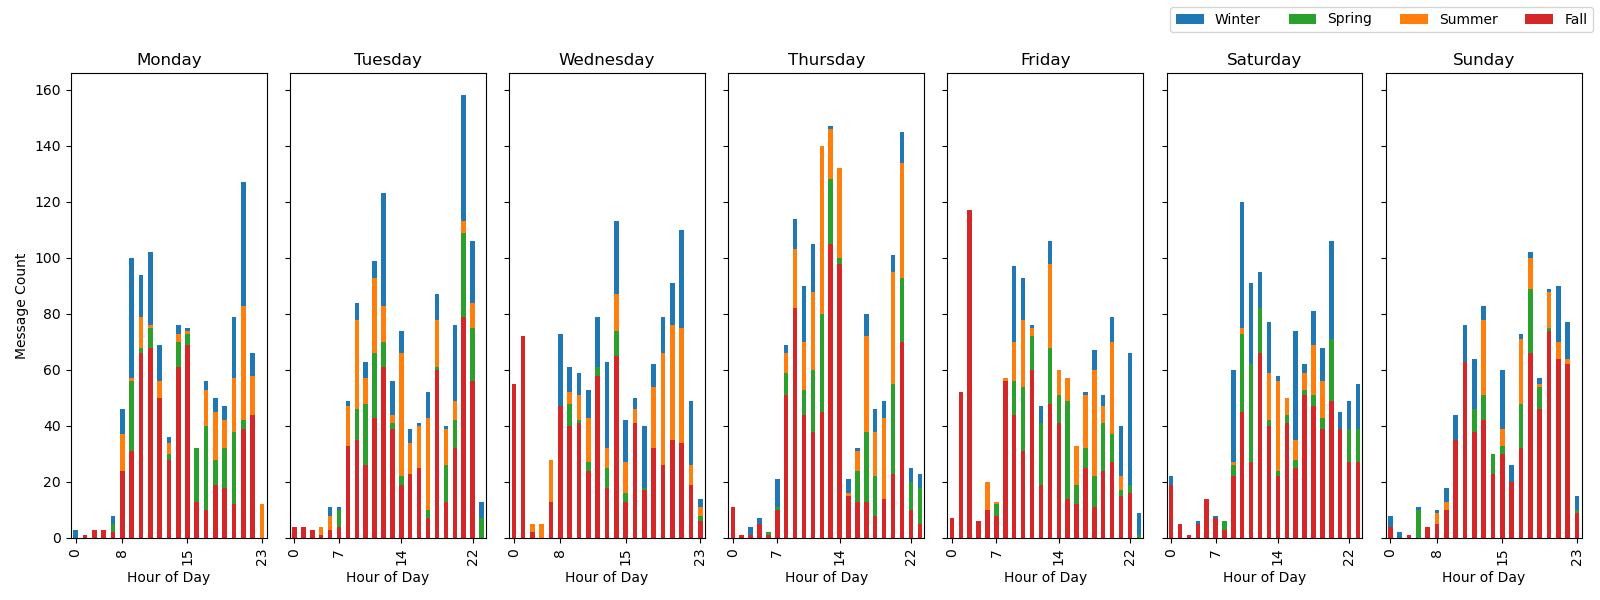 Winter Spring Summer Fall
Monday Tuesday Wednesday Thursday Friday Saturday Sunday
Message Count
160
140
120
100
80
60
40
20
0
0 8 15 23 0 7 14 22 0 8 15 23 0 7 14 22 0 7 14 22 0 7 14 22 0 8 15 23
Hour of Day Hour of Day Hour of Day Hour of Day Hour of Day Hour of Day Hour of Day